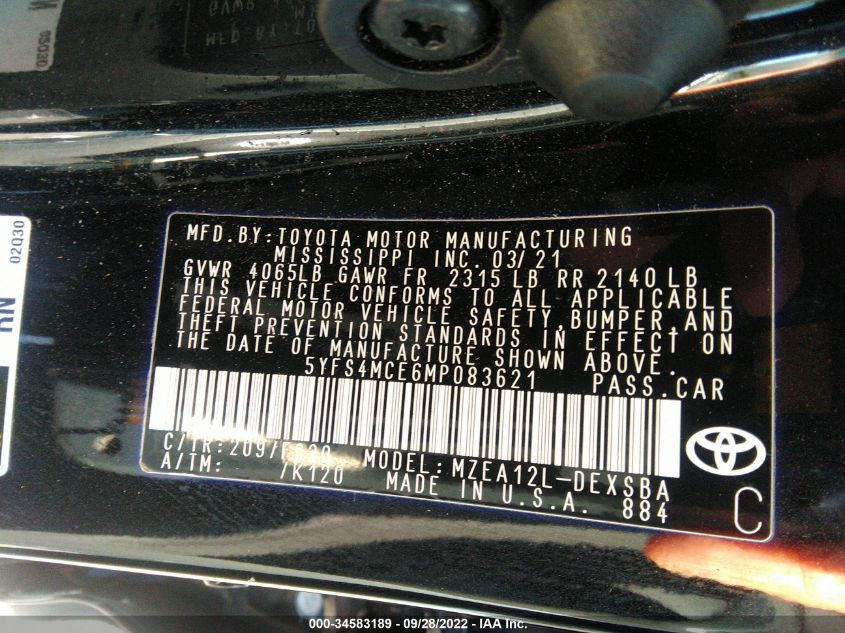 02Q30
MFD.BY:TOYOTA MOTOR MANUFACTURING
MISSISSIPPI INC. 03/21
GVWR 4065LB GAWR FR 2315 LB RR 2140 LB
THIS VEHICLE CONFORMS TO ALL APPLICABLE
FEDERAL MOTOR VEHICLE SAFETY,BUMPER,AND
THEFT PREVENTION STANDARDS IN EFFECT ON
THE DATE OF MANUFACTURE SHOWN ABOVE.
5YFS4MCE6MP083621 PASS.CAR
C/TR:209/FC20 MODEL:MZEA12L-DEXSBA
A/TM: /K120 MADE IN U.S.A. 884
C
000-34583189 - 09/28/2022 - IAA Inc.